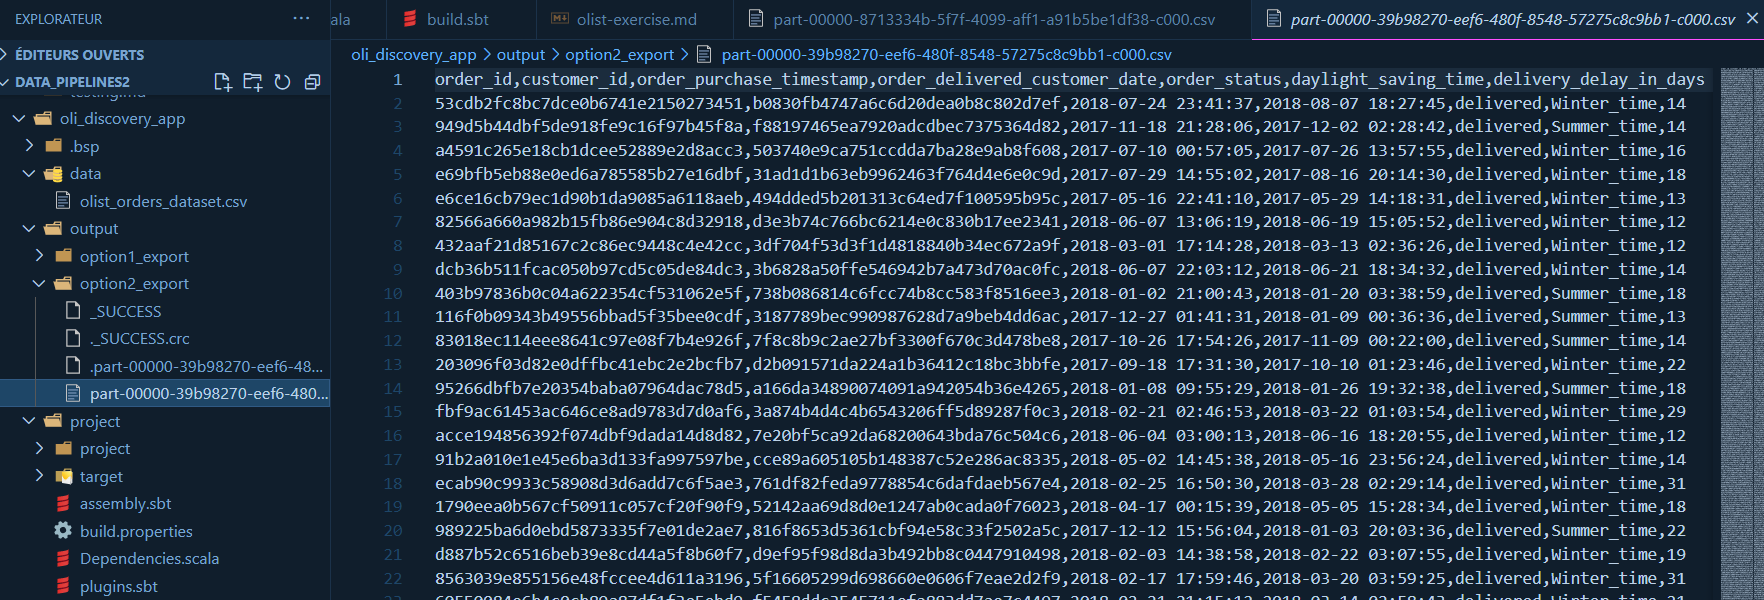 EXPLORATEUR
ÉDITEURS OUVERTS
DATA_PIPELINES2
oli_discovery_app
.bsp
data
olist_orders_dataset.csv
output
option1_export
option2_export
_SUCCESS
._SUCCESS.crc
.part-00000-39b98270-eef6-48...
part-00000-39b98270-eef6-480...
project
project
target
assembly.sbt
build.properties
Dependencies.scala
plugins.sbt
ala
build.sbt
olist-exercise.md
part-00000-8713334b-5f7f-4099-aff1-a91b5be1df38-c000.csv
part-00000-39b98270-eef6-480f-8548-57275c8c9bb1-c000.csv
oli_discovery_app > output > option2_export > part-00000-39b98270-eef6-480f-8548-57275c8c9bb1-c000.csv
1 order_id,customer_id,order_purchase_timestamp,order_delivered_customer_date,order_status,daylight_saving_time,delivery_delay_in_days
2 53cdb2fc8bc7dce0b6741e2150273451,b0830fb4747a6c6d20dea0b8c802d7ef,2018-07-24 23:41:37,2018-08-07 18:27:45,delivered,Winter_time,14
3 949d5b44dbf5de918fe9c16f97b45f8a,f88197465ea7920adcdbec7375364d82,2017-11-18 21:28:06,2017-12-02 02:28:42,delivered,Summer_time,14
4 a4591c265e18cb1dcee52889e2d8acc3,503740e9ca751ccdda7ba28e9ab8f608,2017-07-10 00:57:05,2017-07-26 13:57:55,delivered,Winter_time,16
5 e69bfb5eb88e0ed6a785585b27e16dbf,31ad1d1b63eb9962463f764d4e6e0c9d,2017-07-29 14:55:02,2017-08-16 20:14:30,delivered,Winter_time,18
6 e6ce16cb79ec1d90b1da9085a6118aeb,494dded5b201313c64ed7f100595b95c,2017-05-16 22:41:10,2017-05-29 14:18:31,delivered,Winter_time,13
7 82566a660a982b15fb86e904c8d32918,d3e3b74c766bc6214e0c830b17ee2341,2018-06-07 13:06:19,2018-06-19 15:05:52,delivered,Winter_time,12
8 432aaf21d85167c2c86ec9448c4e42cc,3df704f53d3f1d4818840b34ec672a9f,2018-03-01 17:14:28,2018-03-13 02:36:26,delivered,Winter_time,12
9 dcb36b511fcac050b97cd5c05de84dc3,3b6828a50ffe546942b7a473d70ac0fc,2018-06-07 22:03:12,2018-06-21 18:34:32,delivered,Winter_time,14
10 403b97836b0c04a622354cf531062e5f,738b086814c6fcc74b8cc583f8516ee3,2018-01-02 21:00:43,2018-01-20 03:38:59,delivered,Summer_time,18
11 116f0b09343b49556bbad5f35bee0cdf,3187789bec990987628d7a9beb4dd6ac,2017-12-27 01:41:31,2018-01-09 00:36:36,delivered,Summer_time,13
12 83018ec114eee8641c97e08f7b4e926f,7f8c8b9c2ae27bf3300f670c3d478be8,2017-10-26 17:54:26,2017-11-09 00:22:00,delivered,Summer_time,14
13 203096f03d82e0dffbc41ebc2e2bcfb7,d2b091571da224a1b36412c18bc3bbfe,2017-09-18 17:31:30,2017-10-10 01:23:46,delivered,Winter_time,22
14 95266dbfb7e20354baba07964dac78d5,a166da34890074091a942054b36e4265,2018-01-08 09:55:29,2018-01-26 19:32:38,delivered,Summer_time,18
15 fbf9ac61453ac646ce8ad9783d7d0af6,3a874b4d4c4b6543206ff5d89287f0c3,2018-02-21 02:46:53,2018-03-22 01:03:54,delivered,Winter_time,29
16 acce194856392f074dbf9dada14d8d82,7e20bf5ca92da68200643bda76c504c6,2018-06-04 03:00:13,2018-06-16 18:20:55,delivered,Winter_time,12
17 91b2a010e1e45e6ba3d133fa997597be,cce89a605105b148387c52e286ac8335,2018-05-02 14:45:38,2018-05-16 23:56:24,delivered,Winter_time,14
18 ecab90c9933c58908d3d6add7c6f5ae3,761df82feda9778854c6dafdaeb567e4,2018-02-25 16:50:30,2018-03-28 02:29:14,delivered,Winter_time,31
19 1790eea0b567cf50911c057cf20f90f9,52142aa69d8d0e1247ab0cada0f76023,2018-04-17 00:15:39,2018-05-05 15:28:34,delivered,Winter_time,18
20 989225ba6d0ebd5873335f7e01de2ae7,816f8653d5361cbf94e58c33f2502a5c,2017-12-12 15:56:04,2018-01-03 20:03:36,delivered,Summer_time,22
21 d887b52c6516beb39e8cd44a5f8b60f7,d9ef95f98d8da3b492bb8c0447910498,2018-02-03 14:38:58,2018-02-22 03:07:55,delivered,Winter_time,19
22 8563039e855156e48fccee4d611a3196,5f16605299d698660e0606f7eae2d2f9,2018-02-17 17:59:46,2018-03-20 03:59:25,delivered,Winter_time,31